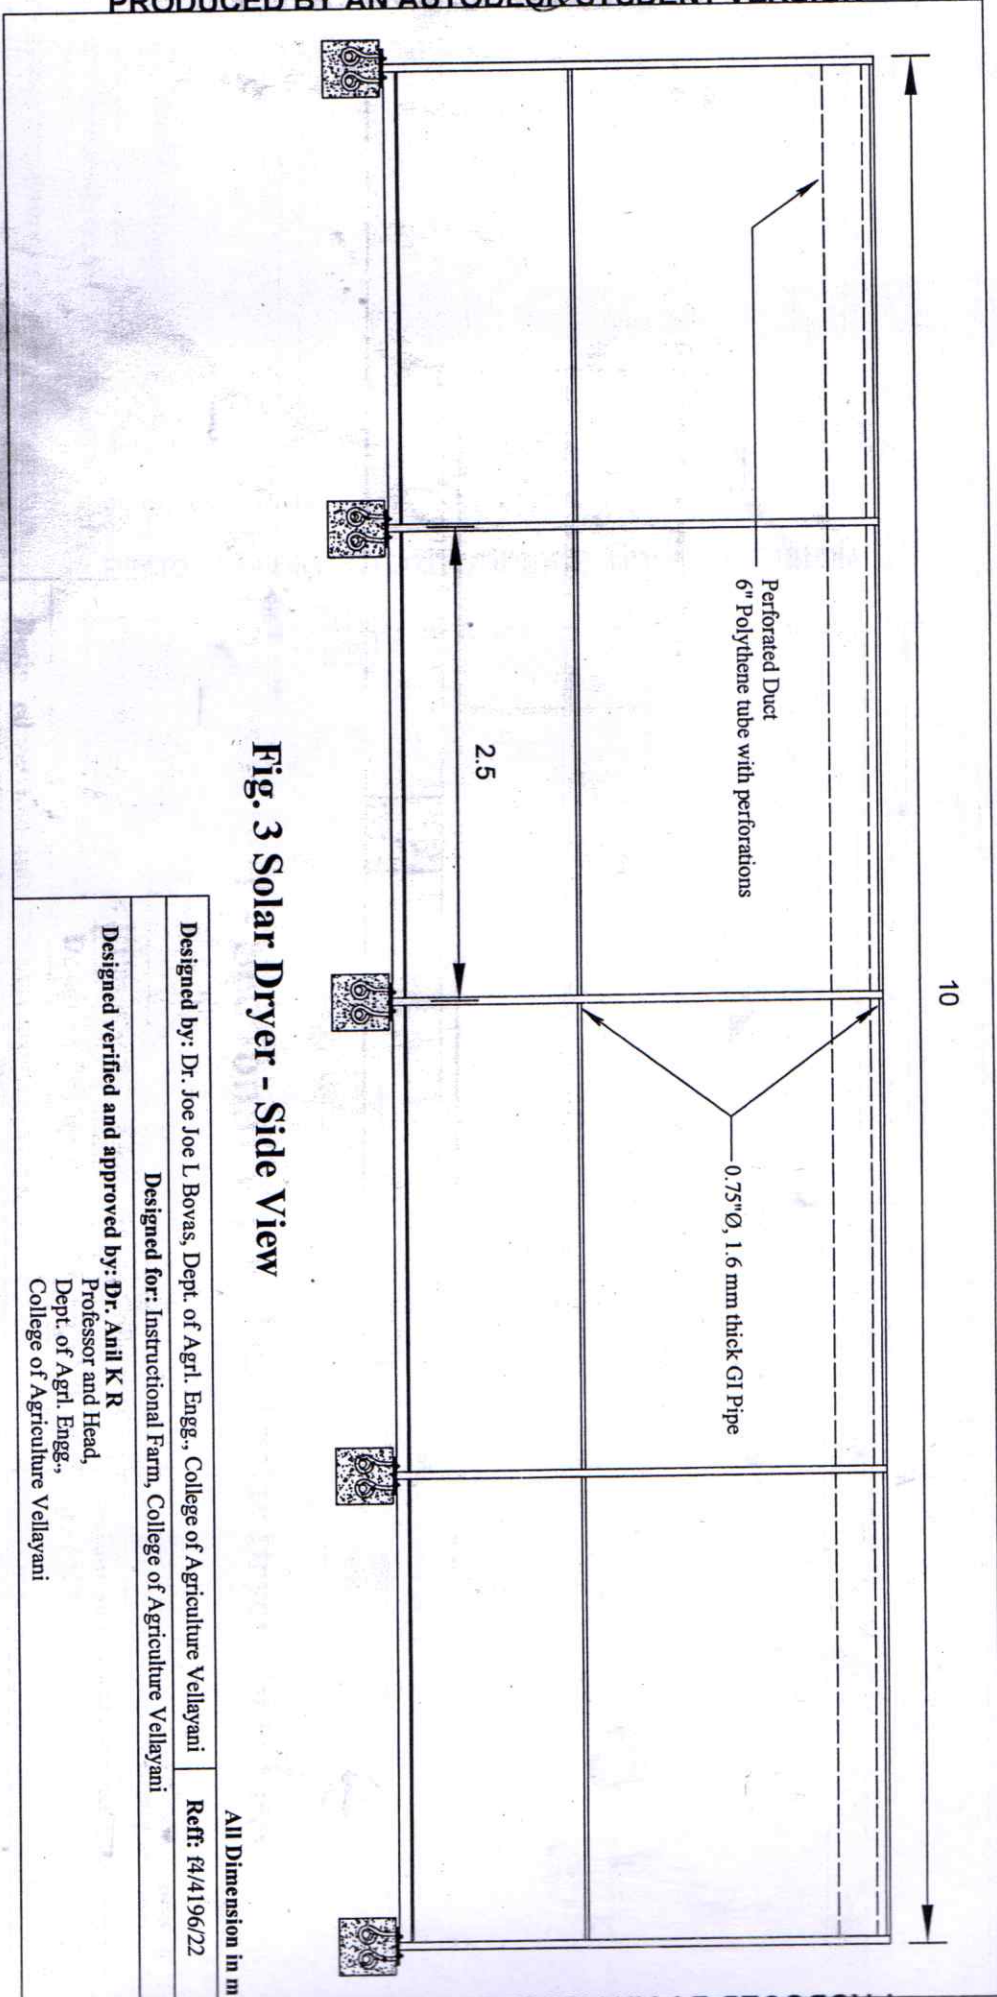 PRODUCED BY AN AUTODESK STUDENT VERSION
10
Perforated Duct
6" Polythene tube with perforations
0.75"Ø, 1.6 mm thick GI Pipe
2.5
Fig. 3 Solar Dryer - Side View
All Dimension in m
Designed by: Dr. Joe Joe L Bovas, Dept. of Agrl. Engg., College of Agriculture Vellayani
Reff: f4/4196/22
Designed for: Instructional Farm, College of Agriculture Vellayani
Designed verified and approved by: Dr. Anil K R
Professor and Head,
Dept. of Agrl. Engg.,
College of Agriculture Vellayani